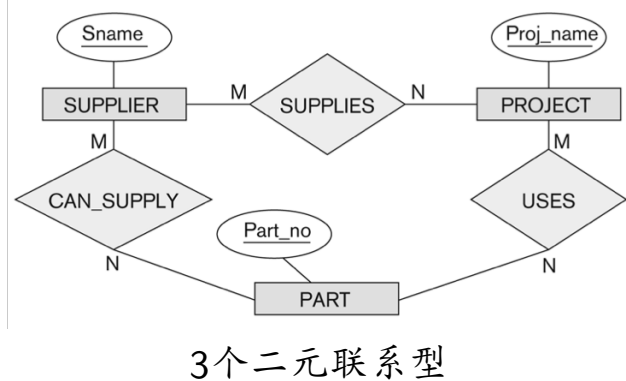 Sname
Proj_name
SUPPLIER
M
SUPPLIES
N
PROJECT
M
M
CAN_SUPPLY
USES
Part_no
N
N
PART
3个二元联系型